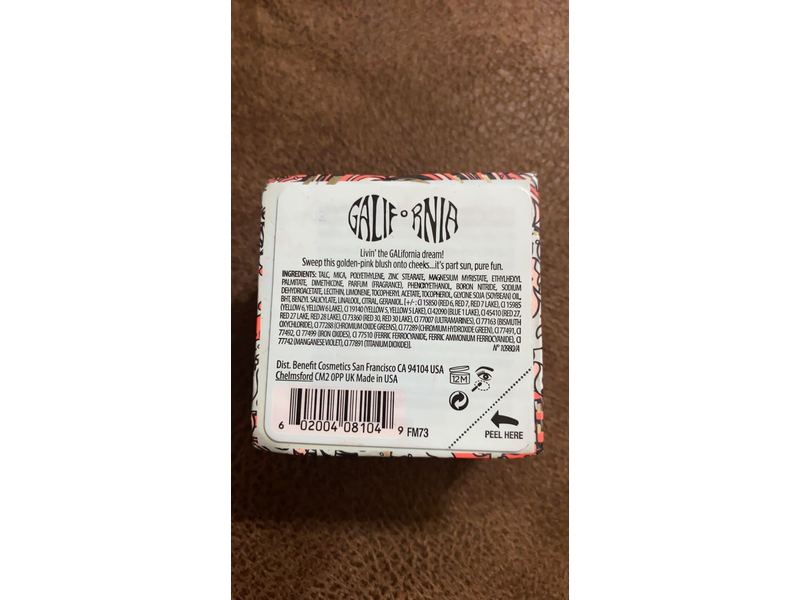 GALIFORNIA
Livin' the GALifornia dream!
Sweep this golden-pink blush onto cheeks...it's part sun, pure fun.
INGREDIENTS: TALC, MICA, POLYETHYLENE, ZINC STEARATE, MAGNESIUM MYRISTATE, ETHYLHEXYL
PALMITATE, DIMETHICONE, PARFUM (FRAGRANCE), PHENOXYETHANOL, BORON NITRIDE, SODIUM
DEHYDROACETATE, LECITHIN, LIMONENE, TOCOPHERYL ACETATE, TOCOPHEROL, GLYCINE SOJA (SOYBEAN) OIL,
BHT, BENZYL SALICYLATE, LINALOOL, CITRAL, GERANIOL. [+/-: CI 15850 (RED 6, RED 7, RED 7 LAKE), CI 15985
(YELLOW 6, YELLOW 6 LAKE), CI 19140 (YELLOW 5, YELLOW 5 LAKE), CI 42090 (BLUE 1 LAKE), CI 45410 (RED 27,
RED 27 LAKE, RED 28 LAKE), CI 73360 (RED 30, RED 30 LAKE), CI 77007 (ULTRAMARINES), CI 77163 (BISMUTH
OXYCHLORIDE), CI 77288 (CHROMIUM OXIDE GREENS), CI 77289 (CHROMIUM HYDROXIDE GREEN), CI 77491, CI
77492, CI 77499 (IRON OXIDES), CI 77510 (FERRIC FERROCYANIDE, FERRIC AMMONIUM FERROCYANIDE), CI
77742 (MANGANESE VIOLET), CI 77891 (TITANIUM DIOXIDE)].
N° 10980/A
Dist. Benefit Cosmetics San Francisco CA 94104 USA
Chelmsford CM2 0PP UK Made in USA
12M
6 02004 08104 9 FM73
PEEL HERE